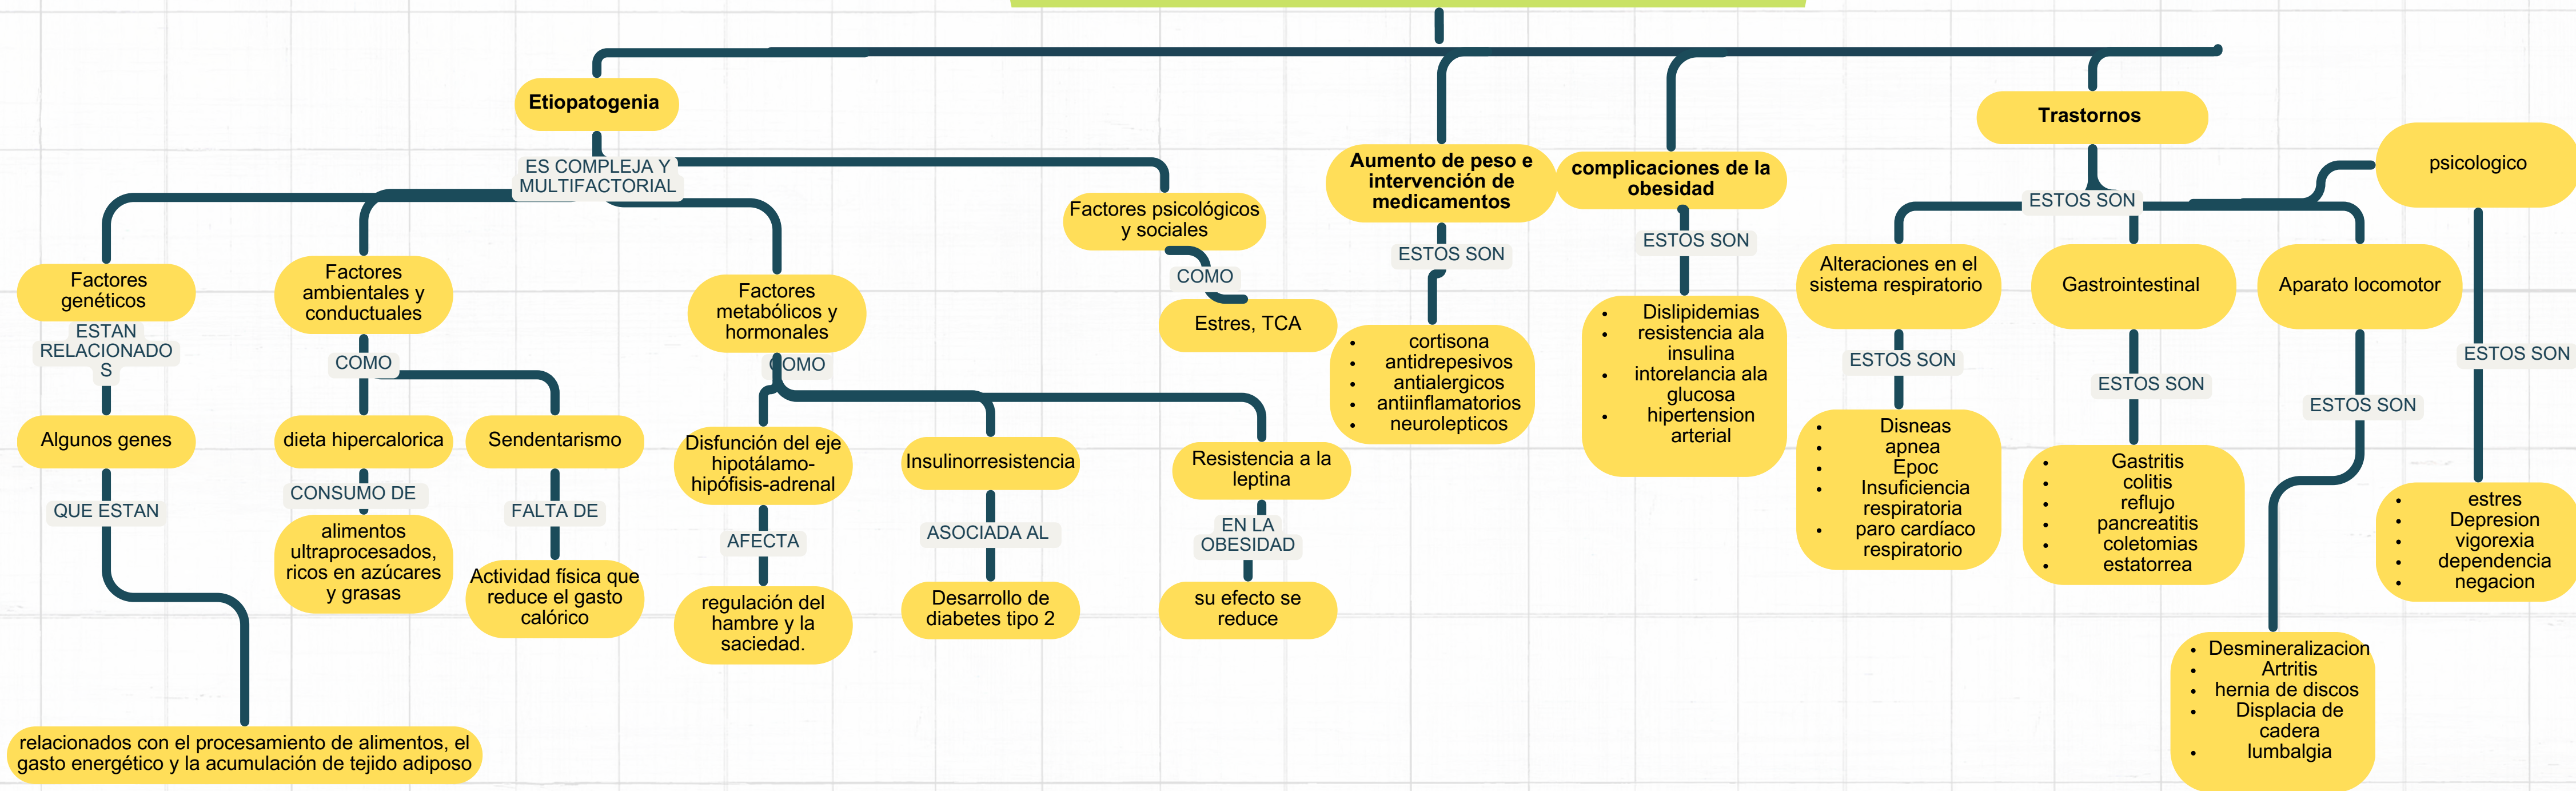 Etiopatogenia
ES COMPLEJA Y
MULTIFACTORIAL
Factores
genéticos
ESTAN
RELACIONADO
S
Algunos genes
QUE ESTAN
relacionados con el procesamiento de alimentos, el
gasto energético y la acumulación de tejido adiposo
Factores
ambientales y
conductuales
COMO
dieta hipercalorica
CONSUMO DE
alimentos
ultraprocesados,
ricos en azúcares
y grasas
Sendentarismo
FALTA DE
Actividad física que
reduce el gasto
calórico
Factores
metabólicos y
hormonales
COMO
Disfunción del eje
hipotálamo-
hipófisis-adrenal
AFECTA
regulación del
hambre y la
saciedad.
Insulinorresistencia
ASOCIADA AL
Desarrollo de
diabetes tipo 2
Resistencia a la
leptina
EN LA
OBESIDAD
su efecto se
reduce
Factores psicológicos
y sociales
COMO
Estres, TCA
Aumento de peso e
intervención de
medicamentos
ESTOS SON
• cortisona
• antidrepesivos
• antialergicos
• antiinflamatorios
• neurolepticos
complicaciones de la
obesidad
ESTOS SON
• Dislipidemias
• resistencia ala
insulina
• intorelancia ala
glucosa
• hipertension
arterial
Trastornos
ESTOS SON
Alteraciones en el
sistema respiratorio
ESTOS SON
• Disneas
• apnea
• Epoc
• Insuficiencia
respiratoria
• paro cardíaco
respiratorio
Gastrointestinal
ESTOS SON
• Gastritis
• colitis
• reflujo
• pancreatitis
• coletomias
• estatorrea
Aparato locomotor
ESTOS SON
• Desmineralizacion
• Artritis
• hernia de discos
• Displacia de
cadera
• lumbalgia
psicologico
ESTOS SON
• estres
• Depresion
• vigorexia
• dependencia
• negacion